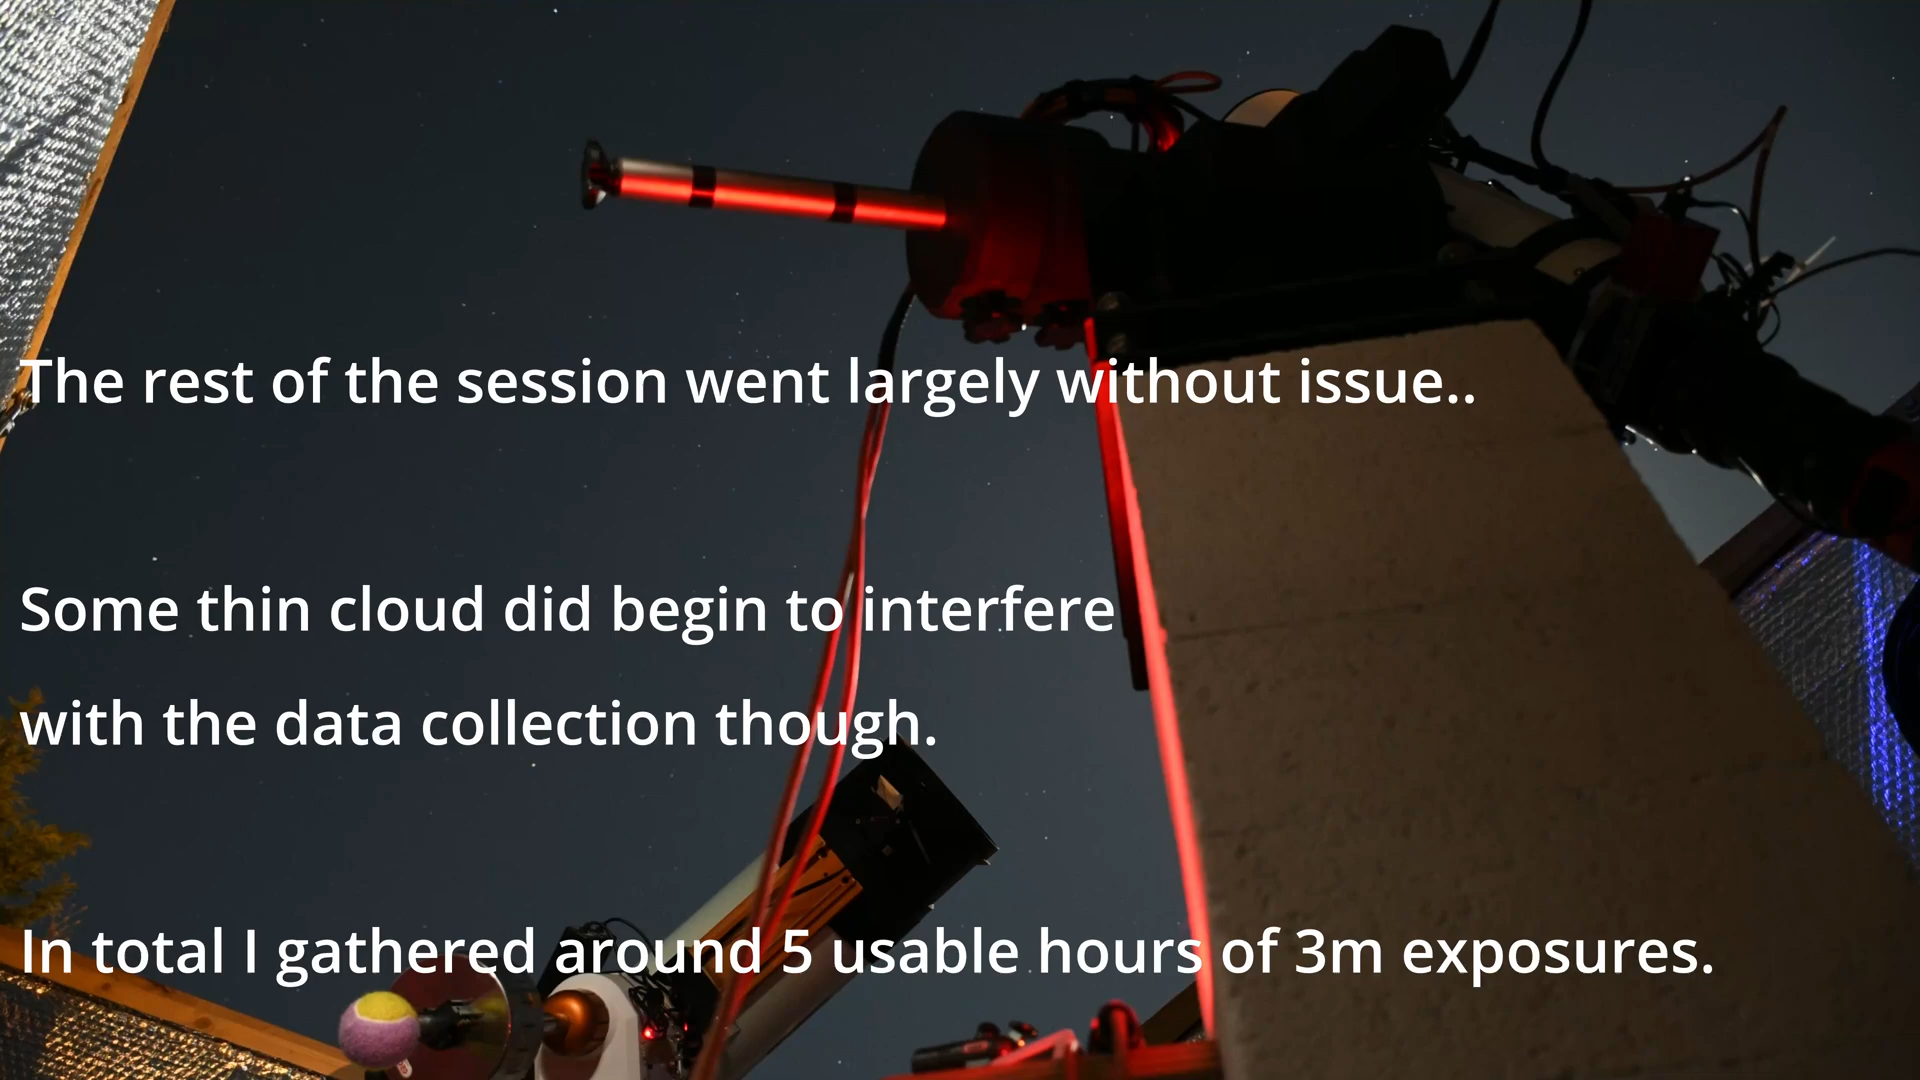 The rest of the session went largely without issue..
Some thin cloud did begin to interfere
with the data collection though.
In total I gathered around 5 usable hours of 3m exposures.